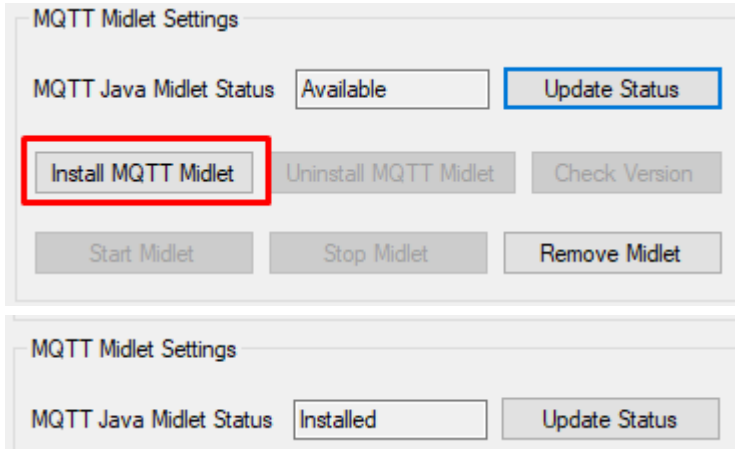 MQTT Midlet Settings
MQTT Java Midlet Status Available Update Status
Install MQTT Midlet Uninstall MQTT Midlet Check Version
Start Midlet Stop Midlet Remove Midlet
MQTT Midlet Settings
MQTT Java Midlet Status Installed Update Status